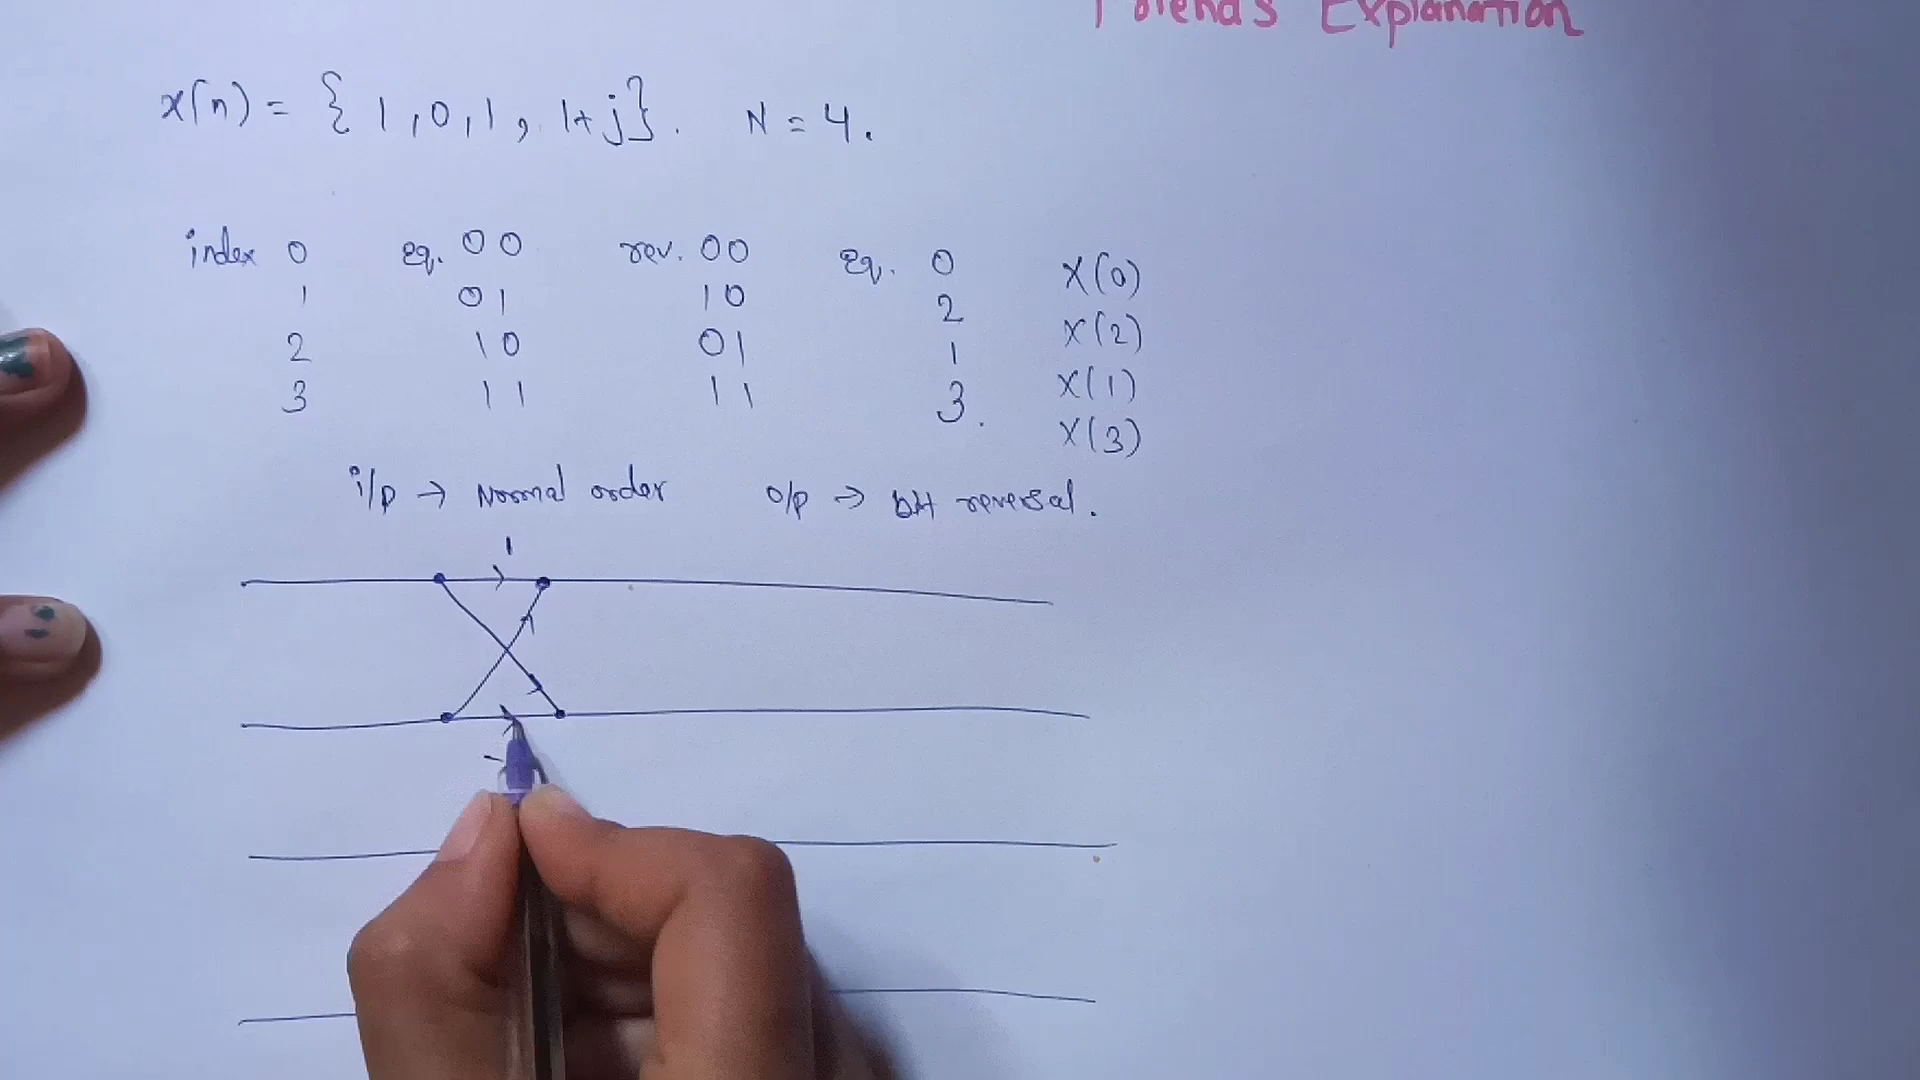 Explanation
x(n) = { 1 , 0 , 1 , 1+j } . N = 4 .
index 0 eq. 0 0 rev. 0 0 eq. 0 X(0)
1 0 1 1 0 2 X(2)
2 1 0 0 1 1 X(1)
3 1 1 1 1 3 . X(3)
i/p → Normal order o/p → bit reversal .
1
-